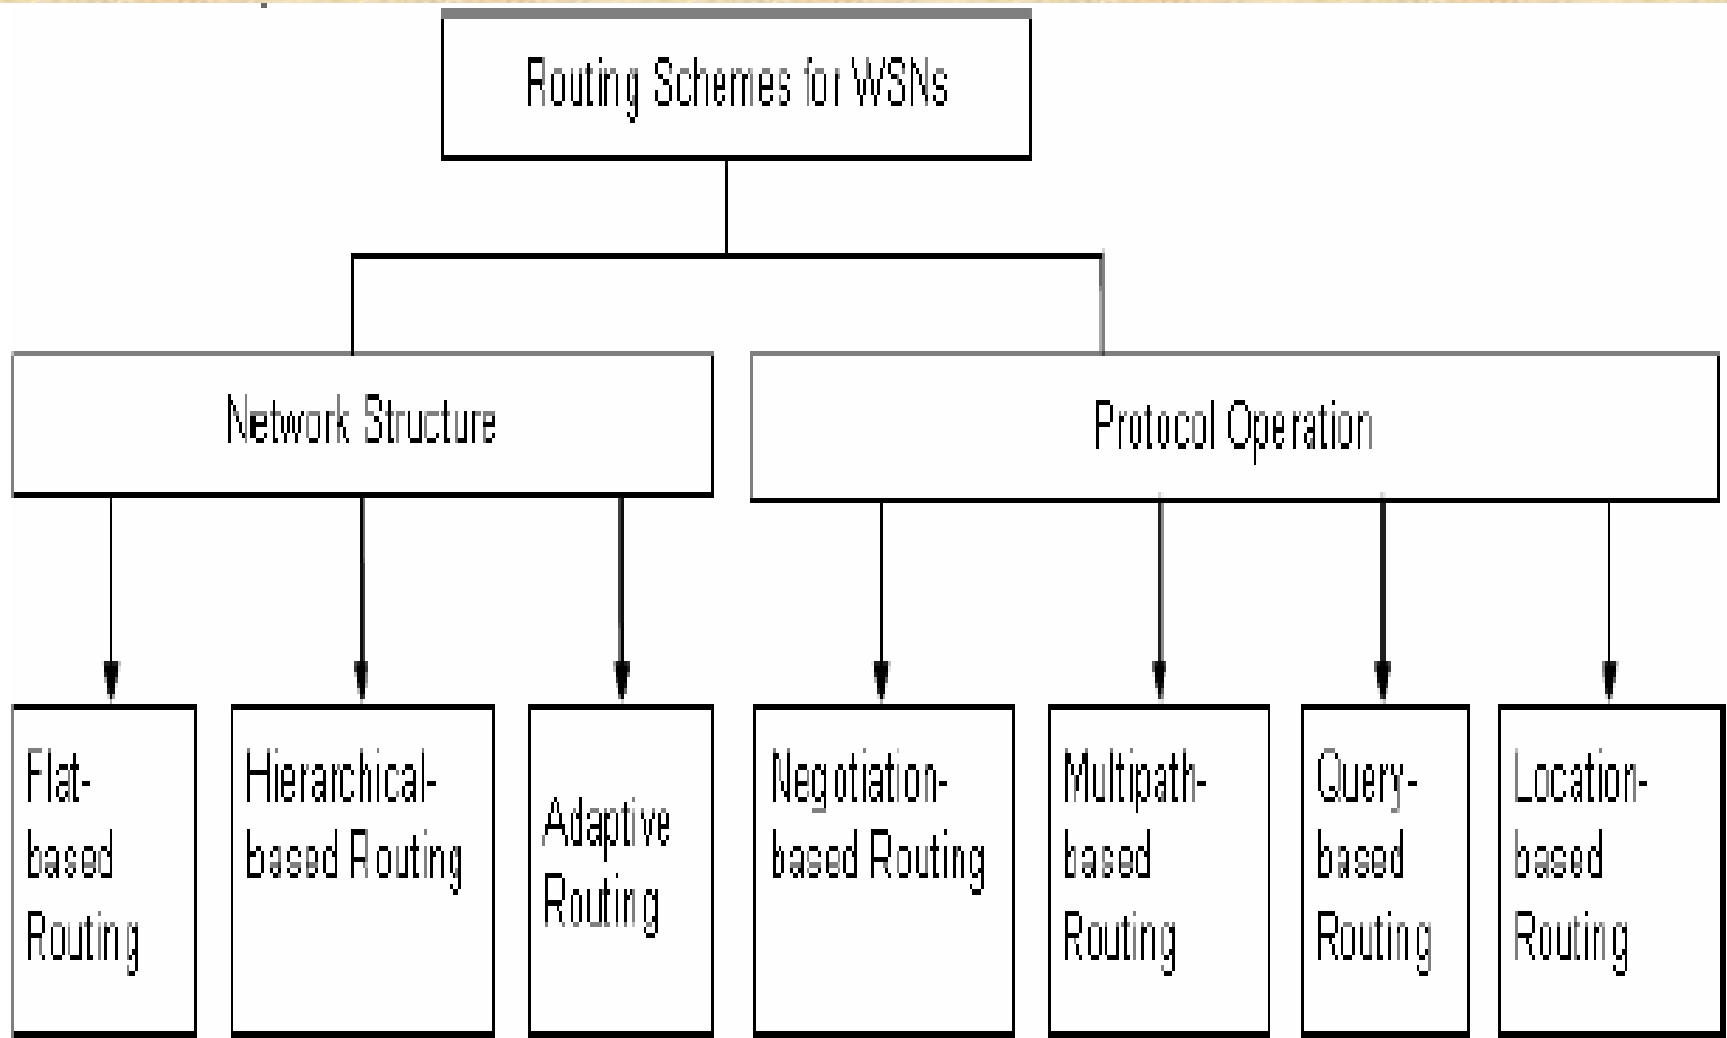 Routing Schemes for WSNs
Network Structure
Protocol Operation
Flat-
based
Routing
Hierarchical-
based Routing
Adaptive
Routing
Negotiation-
based Routing
Multipath-
based
Routing
Query-
based
Routing
Location-
based
Routing